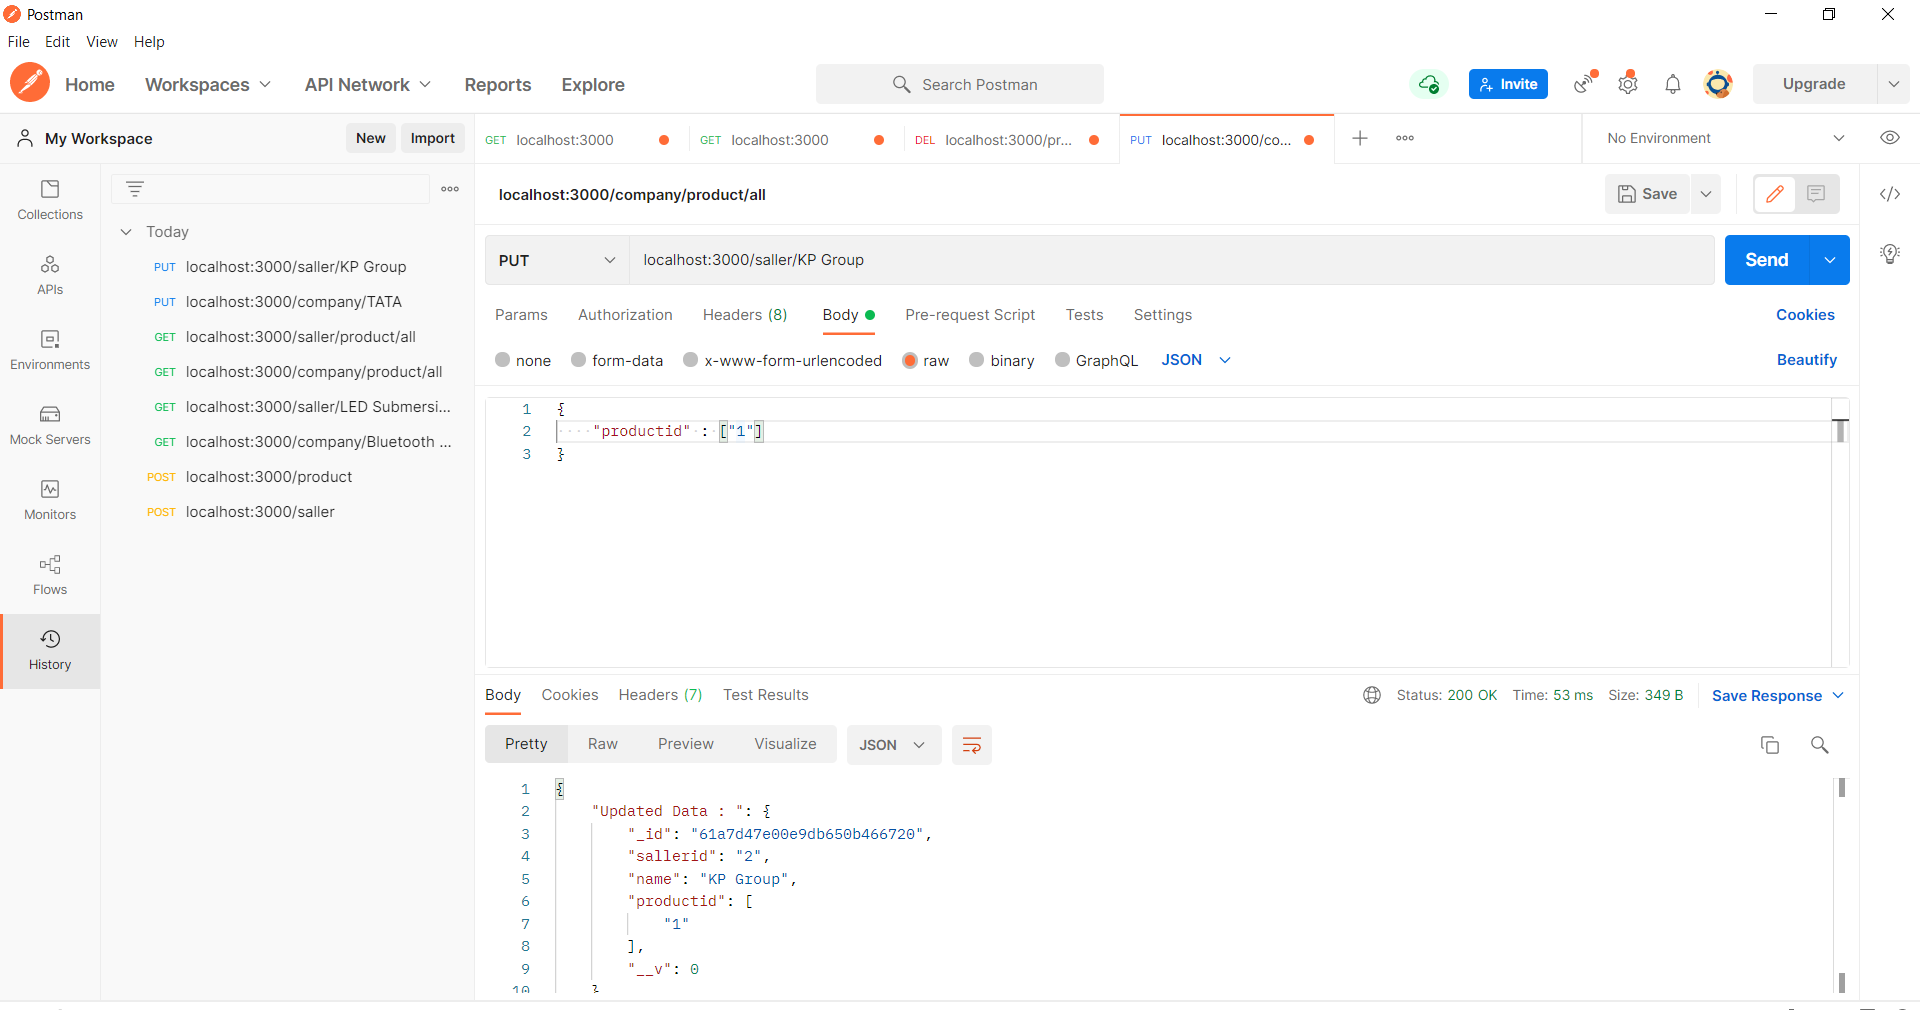 Postman
File Edit View Help
Home Workspaces API Network Reports Explore Search Postman Invite Upgrade
My Workspace New Import
GET localhost:3000 GET localhost:3000 DEL localhost:3000/pr... PUT localhost:3000/co... No Environment
Collections
APIs
Environments
Mock Servers
Monitors
Flows
History
Today
PUT localhost:3000/saller/KP Group
PUT localhost:3000/company/TATA
GET localhost:3000/saller/product/all
GET localhost:3000/company/product/all
GET localhost:3000/saller/LED Submersi...
GET localhost:3000/company/Bluetooth ...
POST localhost:3000/product
POST localhost:3000/saller
localhost:3000/company/product/all Save
PUT localhost:3000/saller/KP Group Send
Params Authorization Headers (8) Body Pre-request Script Tests Settings Cookies
none form-data x-www-form-urlencoded raw binary GraphQL JSON Beautify
1 {
2 "productid" : ["1"]
3 }
Body Cookies Headers (7) Test Results Status: 200 OK Time: 53 ms Size: 349 B Save Response
Pretty Raw Preview Visualize JSON
1 {
2 "Updated Data : ": {
3 "_id": "61a7d47e00e9db650b466720",
4 "sallerid": "2",
5 "name": "KP Group",
6 "productid": [
7 "1"
8 ],
9 "__v": 0
10 }